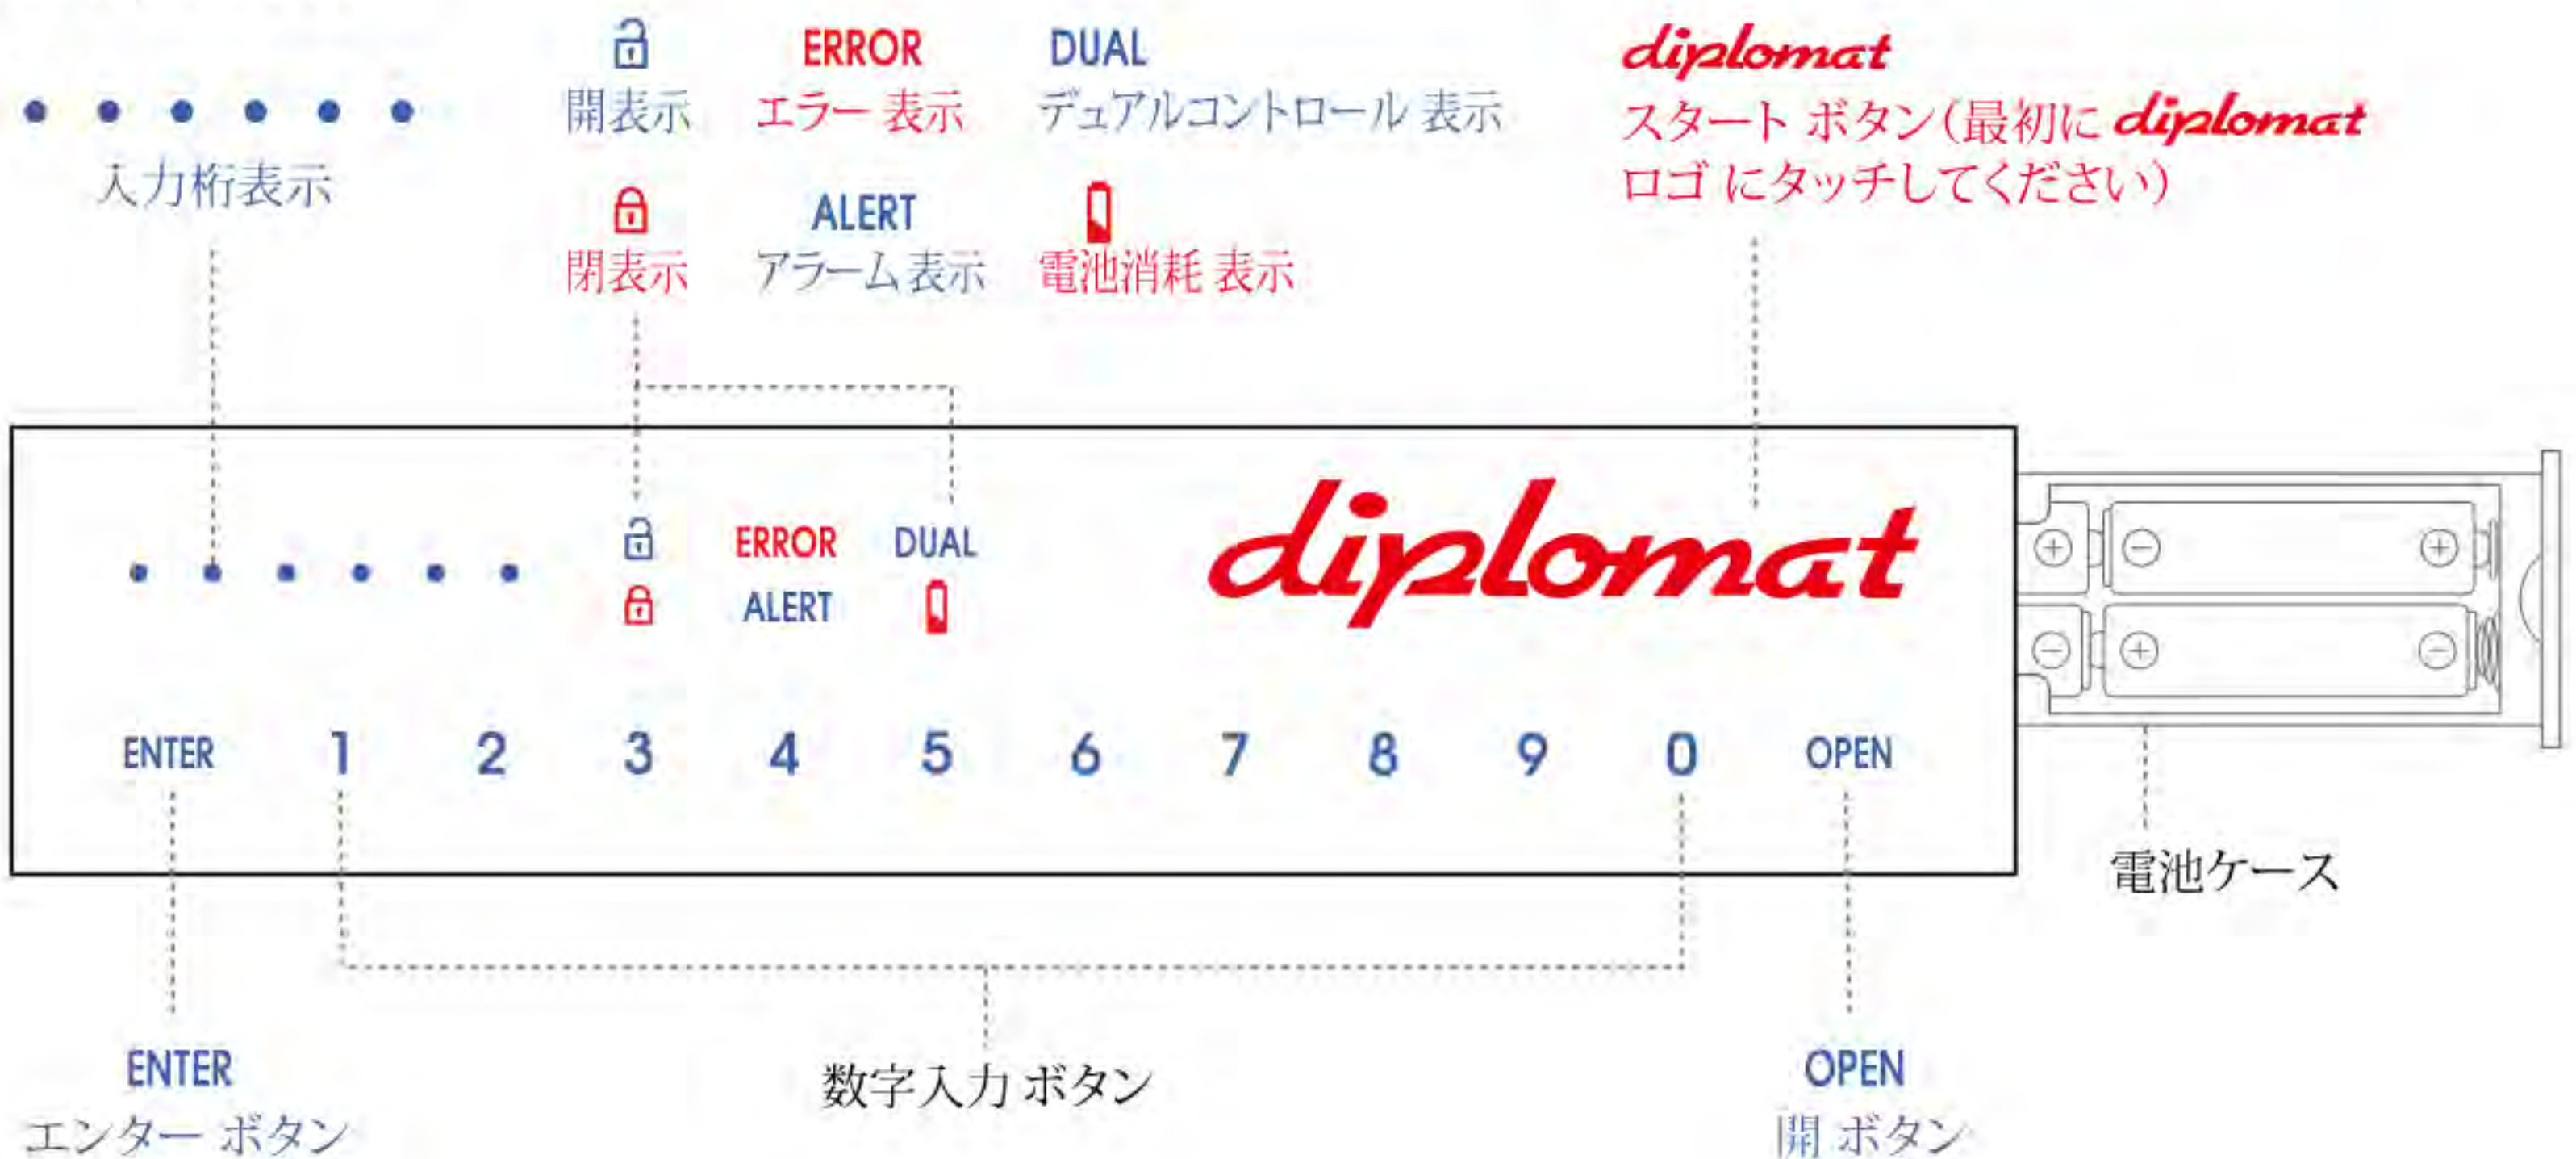 ● ● ● ● ● ●
入力桁表示
開表示
ERROR
エラー 表示
DUAL
デュアルコントロール 表示
閉表示
ALERT
アラーム 表示
電池消耗 表示
diplomat
スタート ボタン(最初に diplomat
ロゴ にタッチしてください)
ERROR DUAL
diplomat
ALERT
+ − +
− + −
ENTER 1 2 3 4 5 6 7 8 9 0 OPEN
電池ケース
ENTER
エンター ボタン
数字入力 ボタン
OPEN
開 ボタン